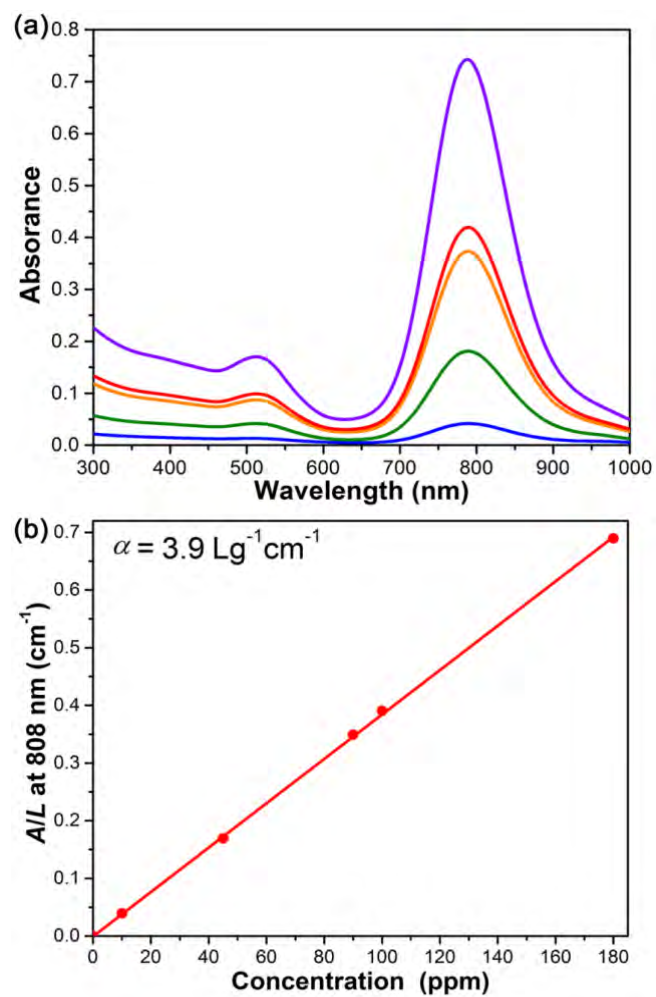 (a)
0.8
0.7
0.6
0.5
0.4
0.3
0.2
0.1
0.0
Absorance
300 400 500 600 700 800 900 1000
Wavelength (nm)
(b)
α = 3.9 Lg⁻¹cm⁻¹
0.7
0.6
0.5
0.4
0.3
0.2
0.1
0.0
A/L at 808 nm (cm⁻¹)
0 20 40 60 80 100 120 140 160 180
Concentration (ppm)